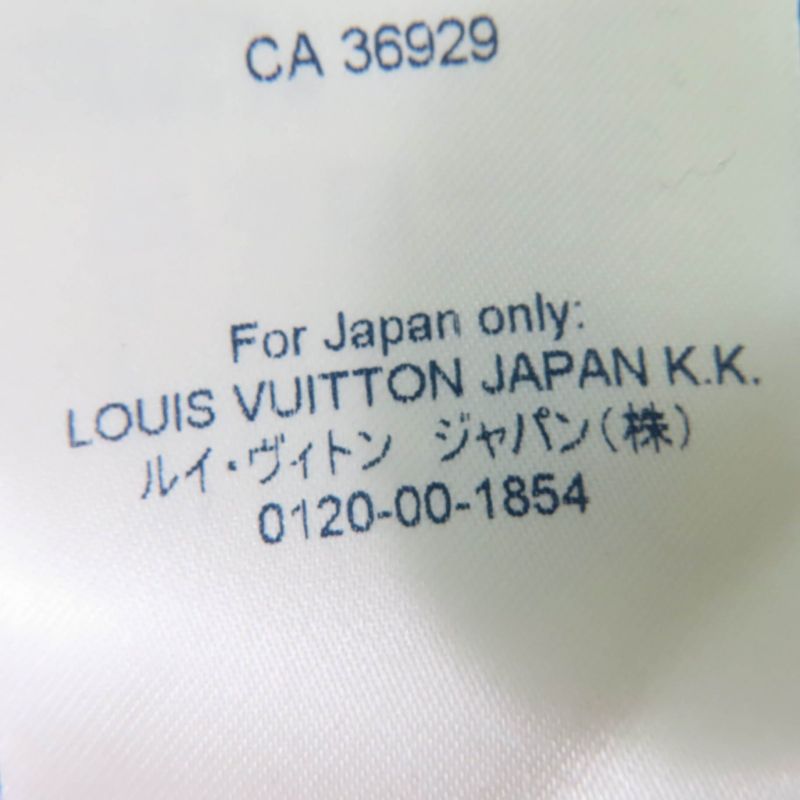 CA 36929
For Japan only:
LOUIS VUITTON JAPAN K.K.
ルイ・ヴィトン ジャパン(株)
0120-00-1854